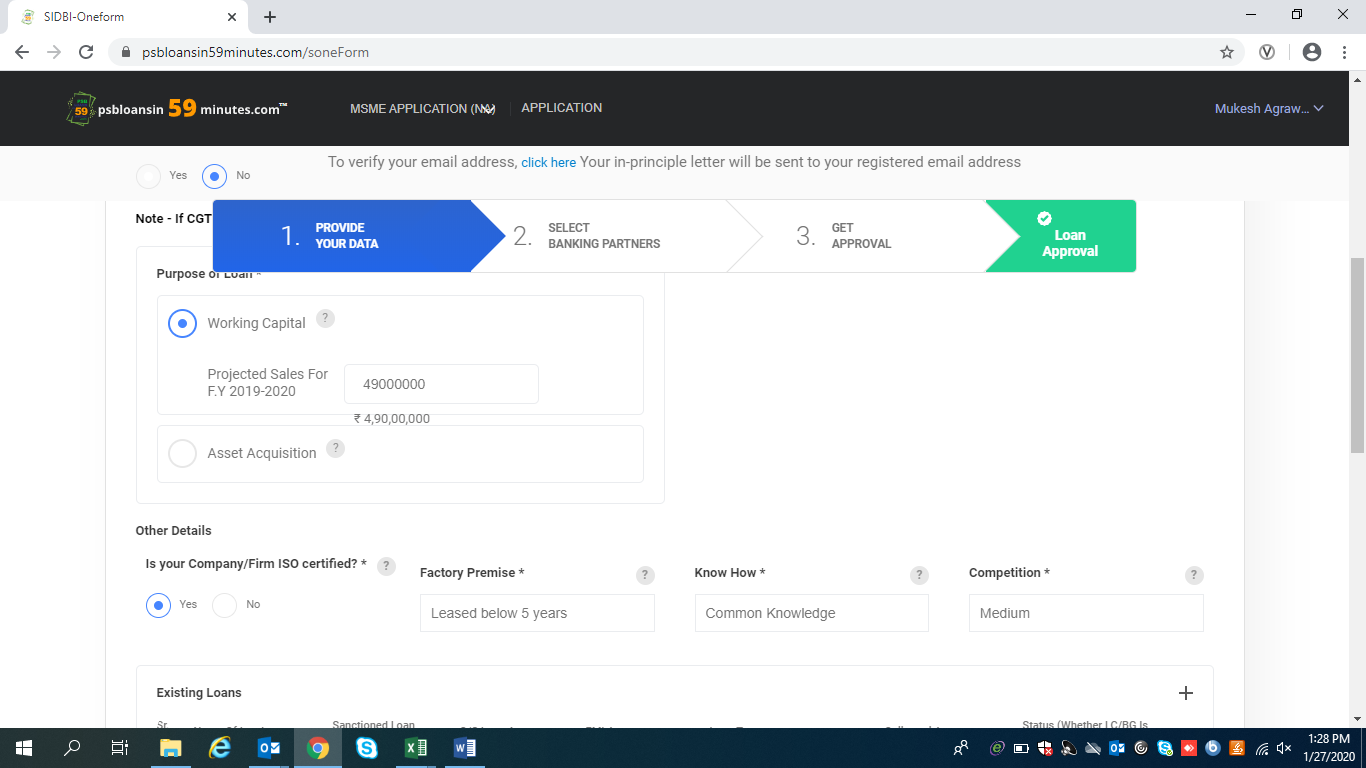 SIDBI-Oneform
psbloansin59minutes.com/soneForm
PSB 59 psbloansin 59 minutes.com™
MSME APPLICATION
APPLICATION
Mukesh Agraw...
To verify your email address, click here Your in-principle letter will be sent to your registered email address
Yes
No
Note - If CGT
1. PROVIDE
YOUR DATA
2. SELECT
BANKING PARTNERS
3. GET
APPROVAL
Loan
Approval
Purpose of Loan *
Working Capital ?
Projected Sales For
F.Y 2019-2020
49000000
₹ 4,90,00,000
Asset Acquisition ?
Other Details
Is your Company/Firm ISO certified? * ?
Yes
No
Factory Premise * ?
Leased below 5 years
Know How * ?
Common Knowledge
Competition * ?
Medium
Existing Loans
Sr
Sanctioned Loan
Status (Whether LC/BG Is
1:28 PM
1/27/2020